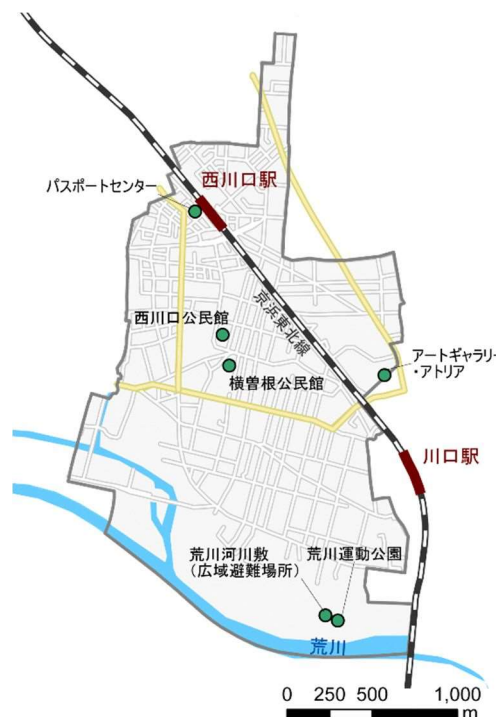 西川口駅
パスポートセンター
京浜東北線
西川口公民館
アートギャラリー
・アトリア
横曽根公民館
川口駅
荒川河川敷
(広域避難場所)
荒川運動公園
荒川
0 250 500 1,000
m